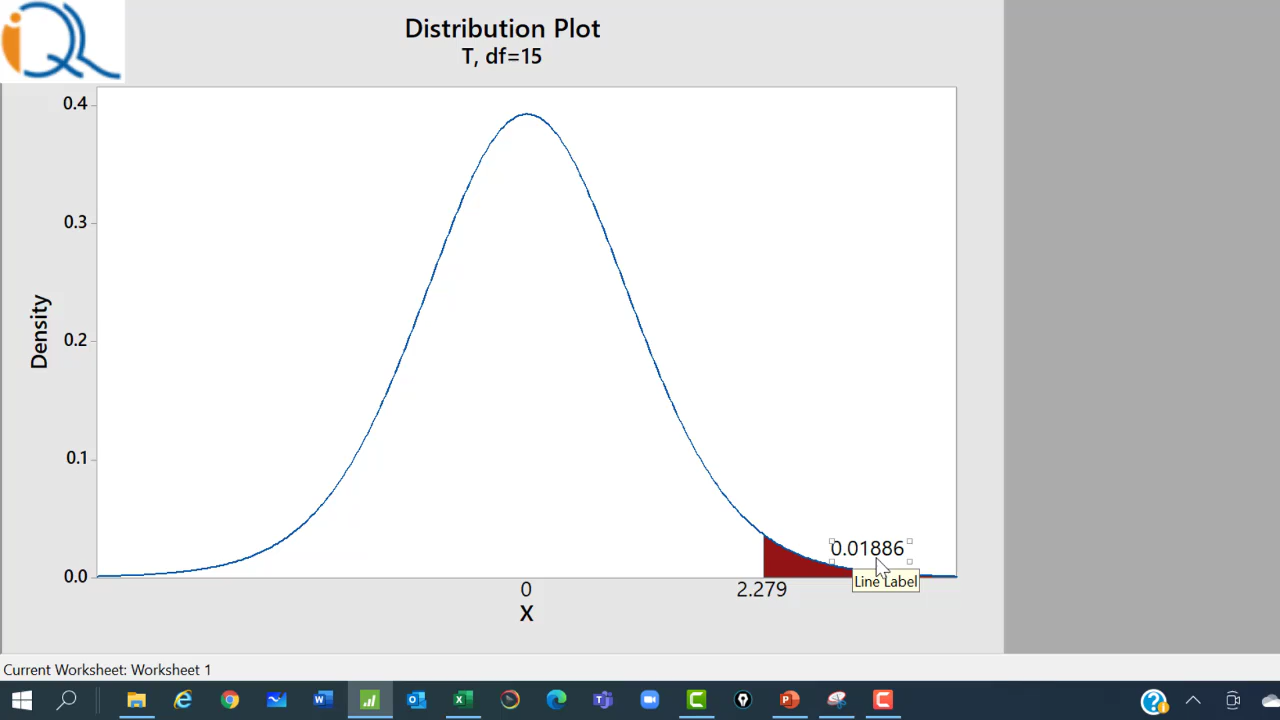 iQ
Distribution Plot
T, df=15
0.4
0.3
0.2
0.1
0.0
Density
0.01886
Line Label
0
2.279
X
Current Worksheet: Worksheet 1